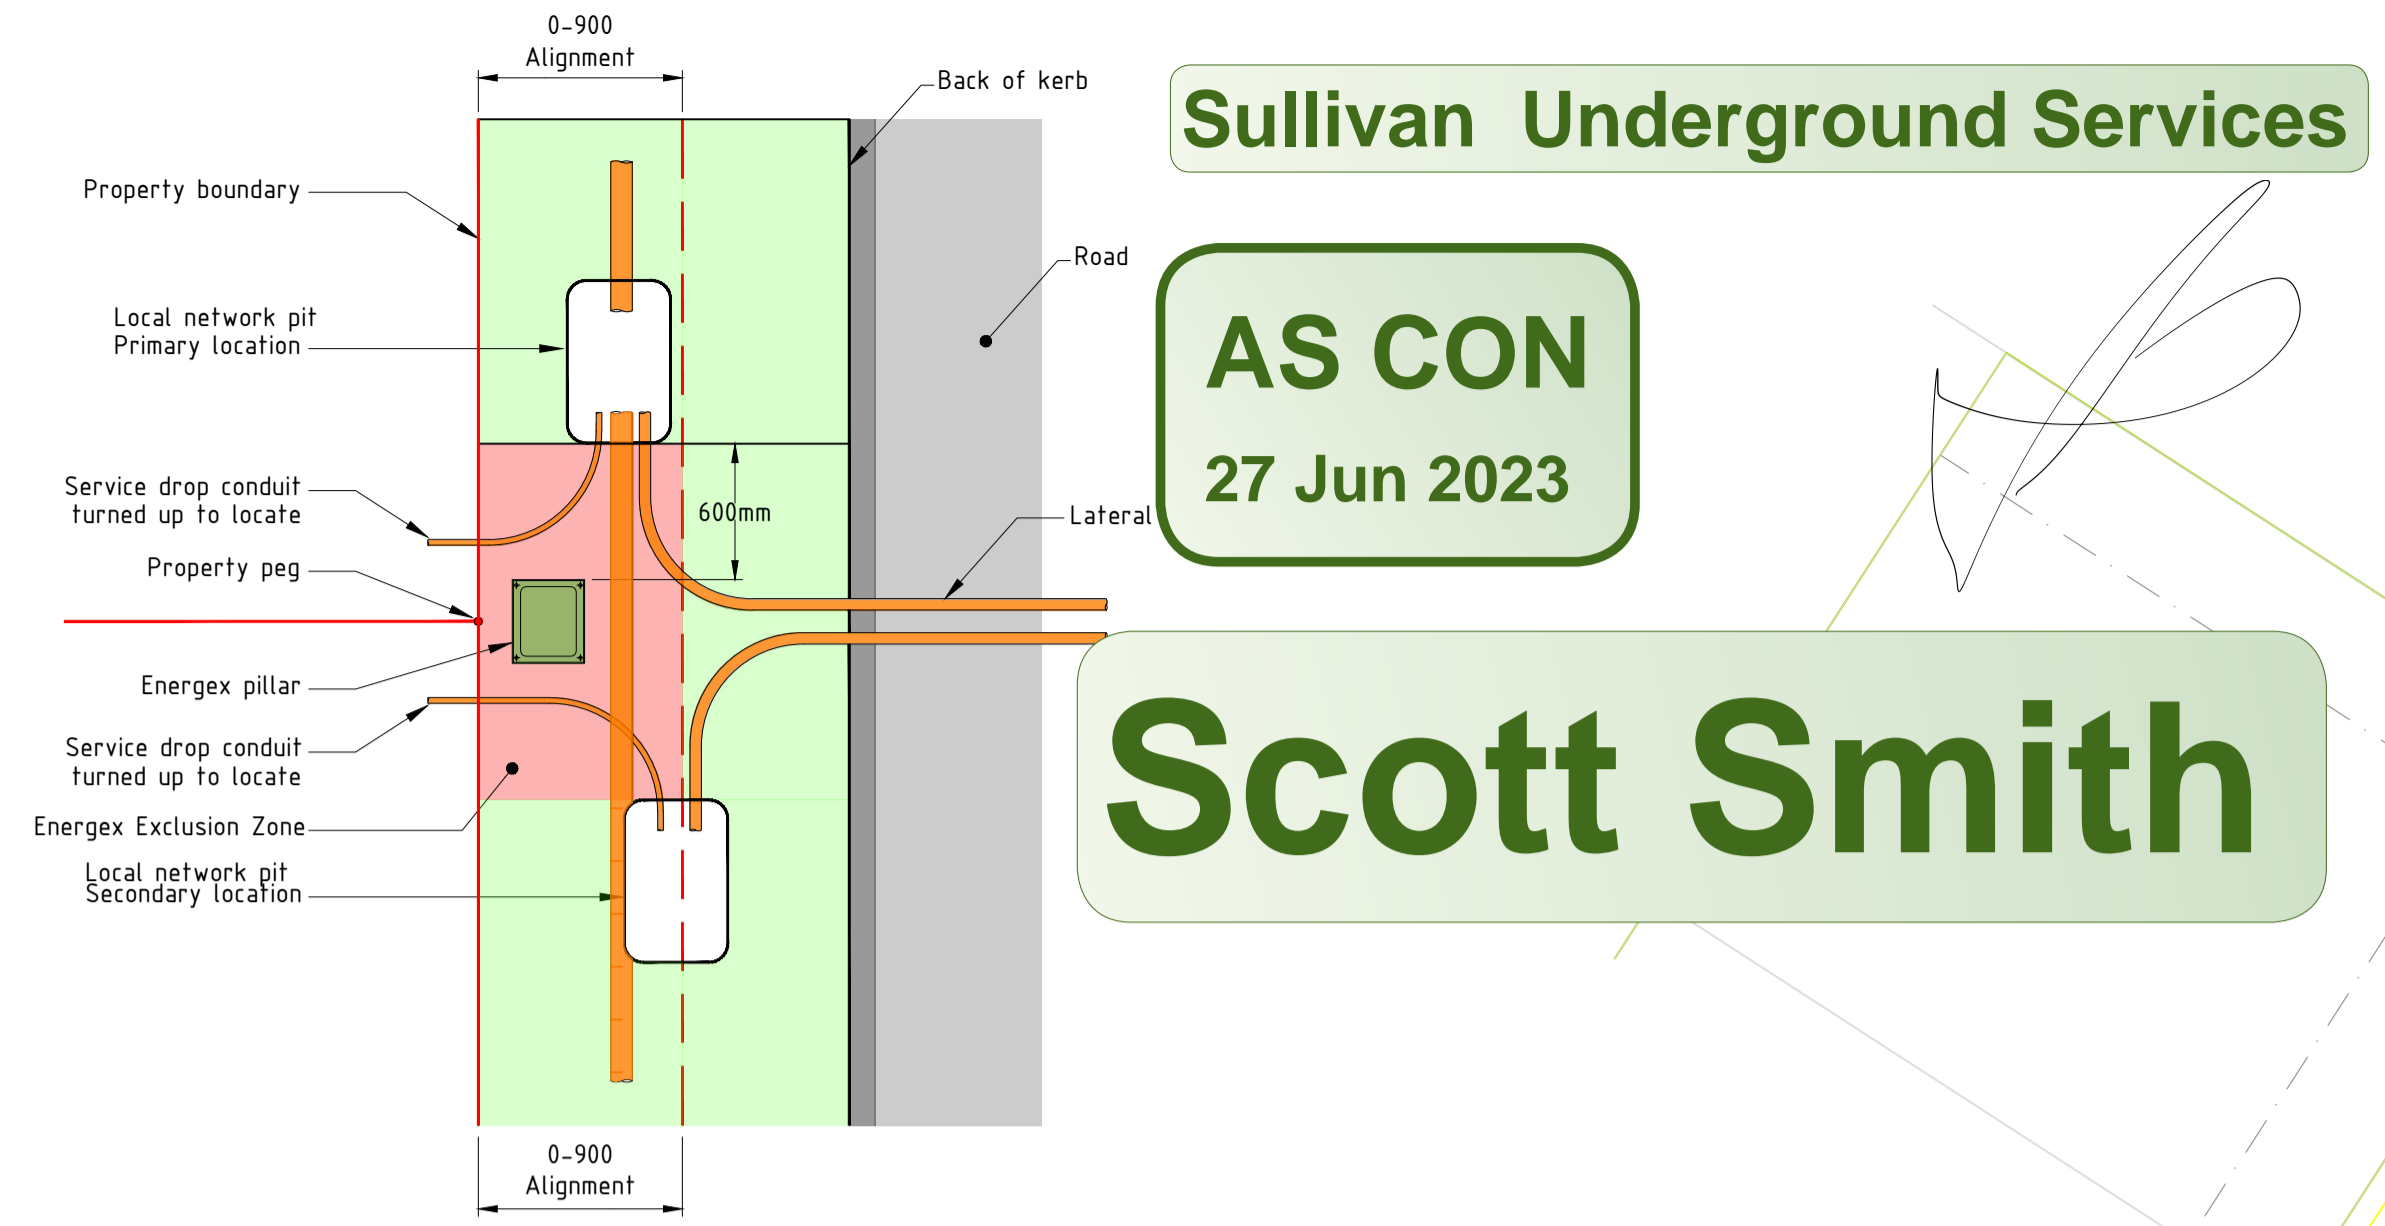 0-900
Alignment
Back of kerb
Sullivan Underground Services
Property boundary
Road
Local network pit
Primary location
AS CON
27 Jun 2023
Service drop conduit
turned up to locate
600mm
Lateral
Property peg
Energex pillar
Scott Smith
Service drop conduit
turned up to locate
Energex Exclusion Zone
Local network pit
Secondary location
0-900
Alignment